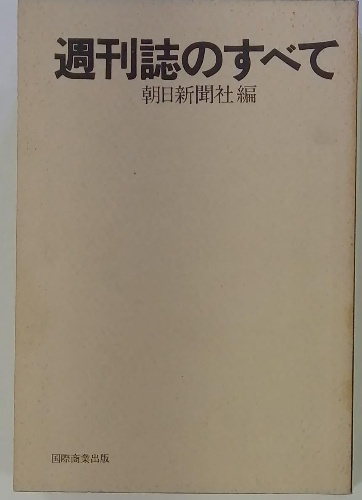 週刊誌のすべて
朝日新聞社編
国際商業出版